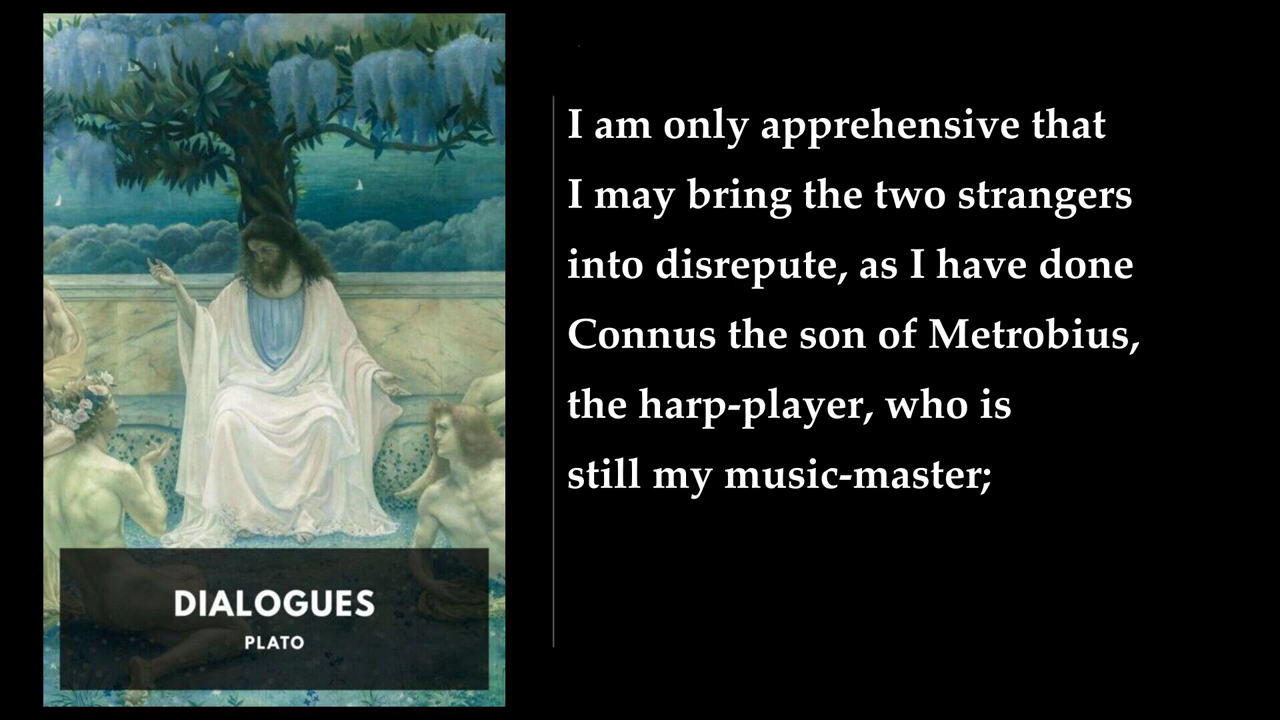 I am only apprehensive that
I may bring the two strangers
into disrepute, as I have done
Connus the son of Metrobius,
the harp-player, who is
still my music-master;
DIALOGUES
PLATO